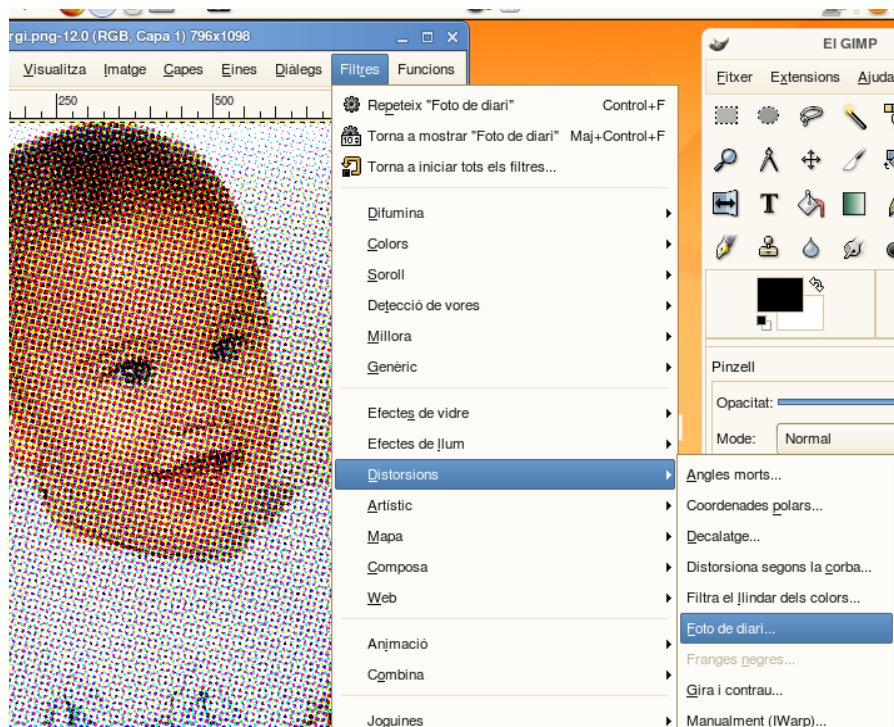 rgi.png-12.0 (RGB, Capa 1) 796x1098
Visualitza Imatge Capes Eines Diàlegs Filtres Funcions
250 500
Repeteix "Foto de diari" Control+F
Torna a mostrar "Foto de diari" Maj+Control+F
Torna a iniciar tots els filtres...
Difumina
Colors
Soroll
Detecció de vores
Millora
Genèric
Efectes de vidre
Efectes de llum
Distorsions
Artístic
Mapa
Composa
Web
Animació
Combina
Joguines
Angles morts...
Coordenades polars...
Decalatge...
Distorsiona segons la corba...
Filtra el llindar dels colors...
Foto de diari...
Franges negres...
Gira i contrau...
Manualment (IWarp)...
El GIMP
Fitxer Extensions Ajuda
Pinzell
Opacitat:
Mode: Normal